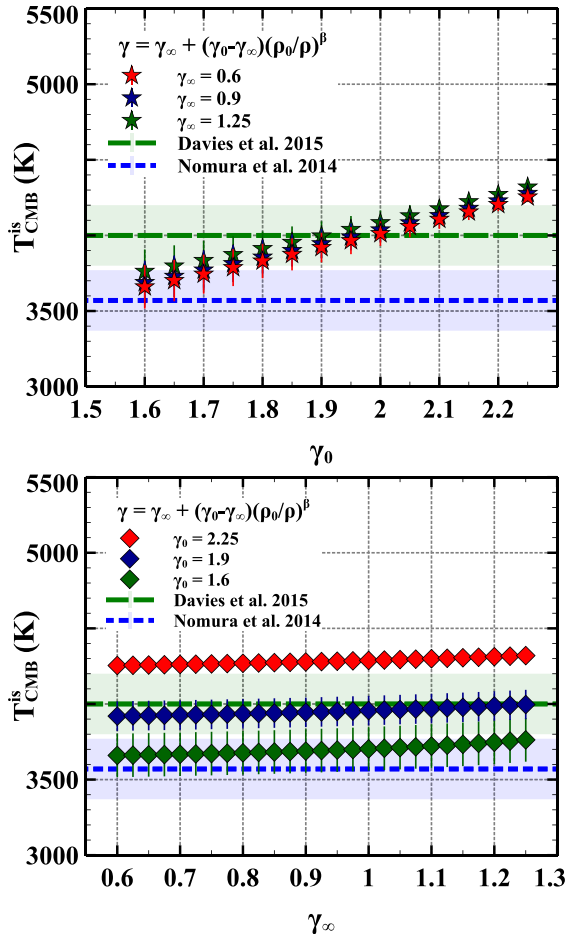 5500
γ = γ∞ + (γ0-γ∞)(ρ0/ρ)^β
γ∞ = 0.6
γ∞ = 0.9
γ∞ = 1.25
Davies et al. 2015
Nomura et al. 2014
5000
3500
3000
T^is_CMB (K)
1.5 1.6 1.7 1.8 1.9 2 2.1 2.2
γ0
5500
γ = γ∞ + (γ0-γ∞)(ρ0/ρ)^β
γ0 = 2.25
γ0 = 1.9
γ0 = 1.6
Davies et al. 2015
Nomura et al. 2014
5000
3500
3000
T^is_CMB (K)
0.6 0.7 0.8 0.9 1 1.1 1.2 1.3
γ∞